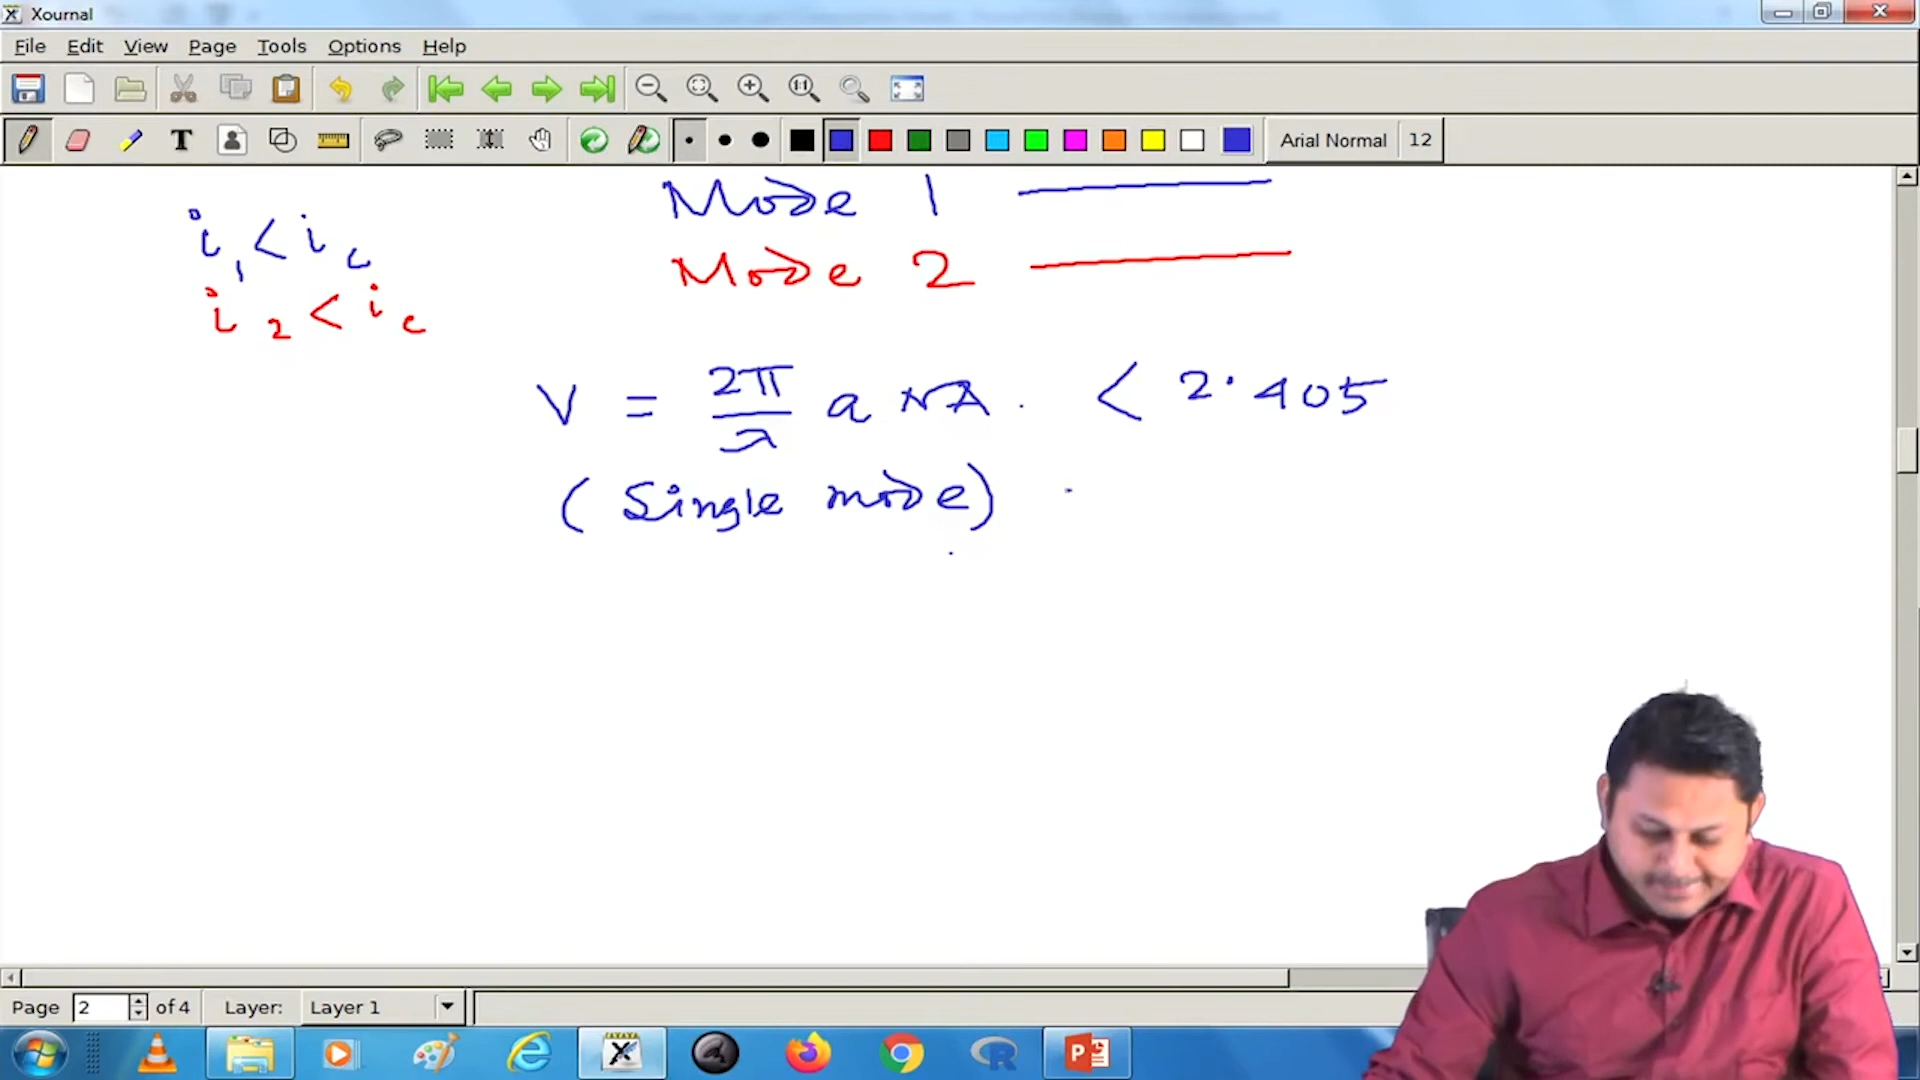 Xournal
File Edit View Page Tools Options Help
Arial Normal 12
i₁ < i_c
i₂ < i_c
Mode 1
Mode 2
V = 2π/λ a NA. < 2.405
(Single mode)
Page 2 of 4 Layer: Layer 1